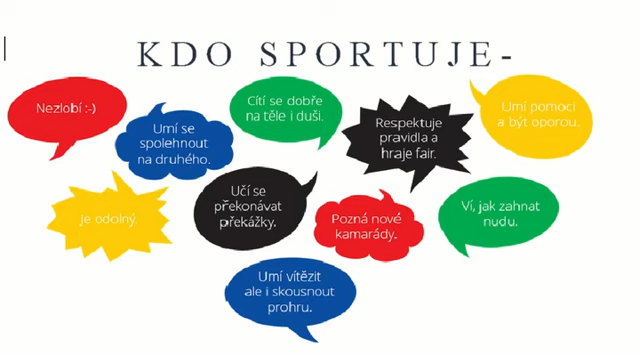 KDO SPORTUJE-
Nezlobí :-)
Umí se
spolehnout
na druhého.
Cítí se dobře
na těle i duši.
Respektuje
pravidla a
hraje fair.
Umí pomoci
a být oporou.
Je odolný.
Učí se
překonávat
překážky.
Pozná nové
kamarády.
Ví, jak zahnat
nudu.
Umí vítězit
ale i skousnout
prohru.